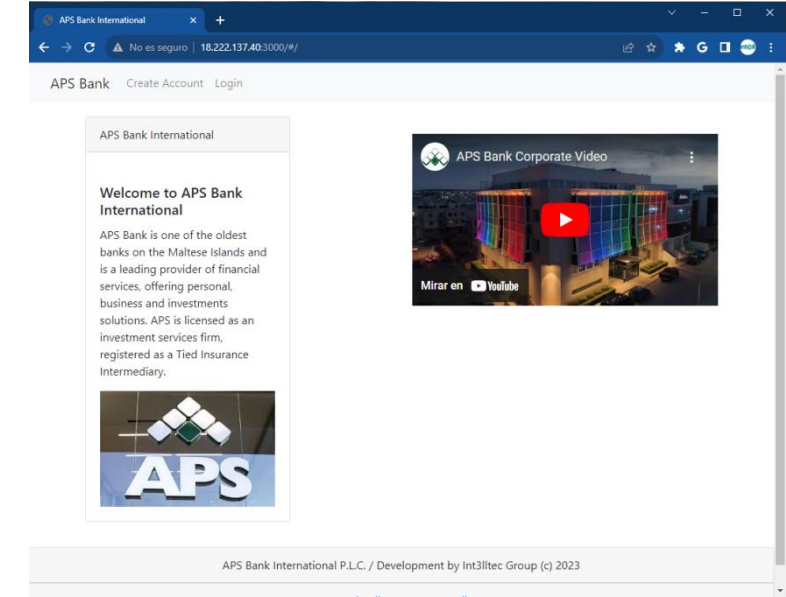 APS Bank International
No es seguro | 18.222.137.40:3000/#/
APS Bank Create Account Login
APS Bank International
Welcome to APS Bank
International
APS Bank is one of the oldest
banks on the Maltese Islands and
is a leading provider of financial
services, offering personal,
business and investments
solutions. APS is licensed as an
investment services firm,
registered as a Tied Insurance
Intermediary.
APS
APS Bank Corporate Video
Mirar en YouTube
APS Bank International P.L.C. / Development by Int3lltec Group (c) 2023